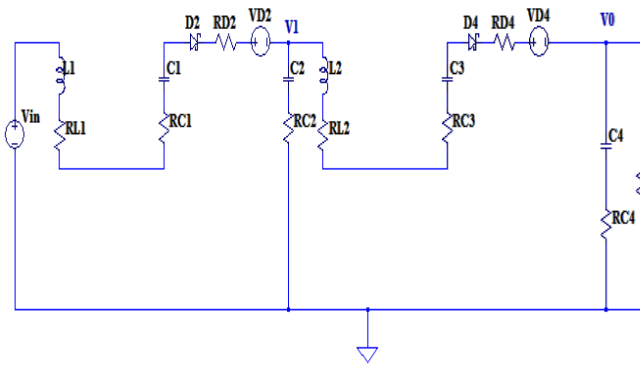 D2 RD2 VD2 V1 D4 RD4 VD4 V0
L1 C1 C2 L2 C3
Vin RL1 RC1 RC2 RL2 RC3 C4
RC4